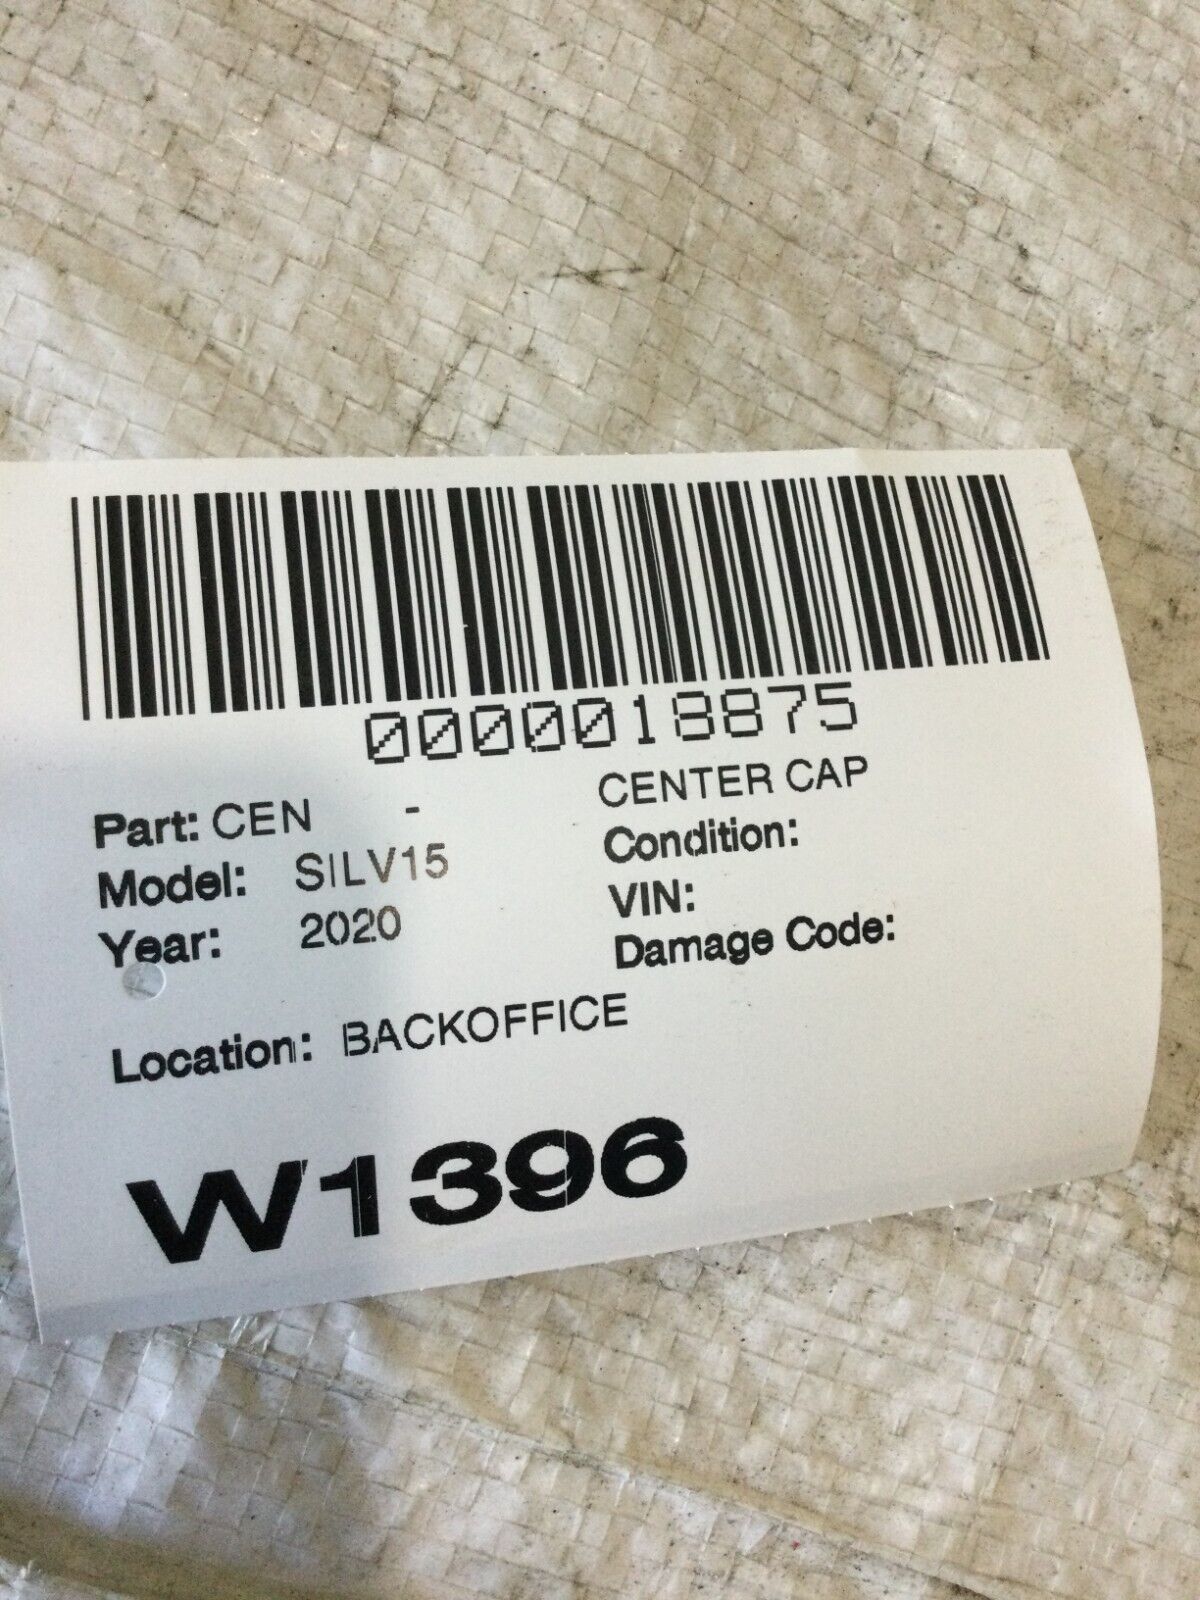 0000018875
Part: CEN - CENTER CAP
Model: SILV15 Condition:
Year: 2020 VIN:
Damage Code:
Location: BACKOFFICE
W1396